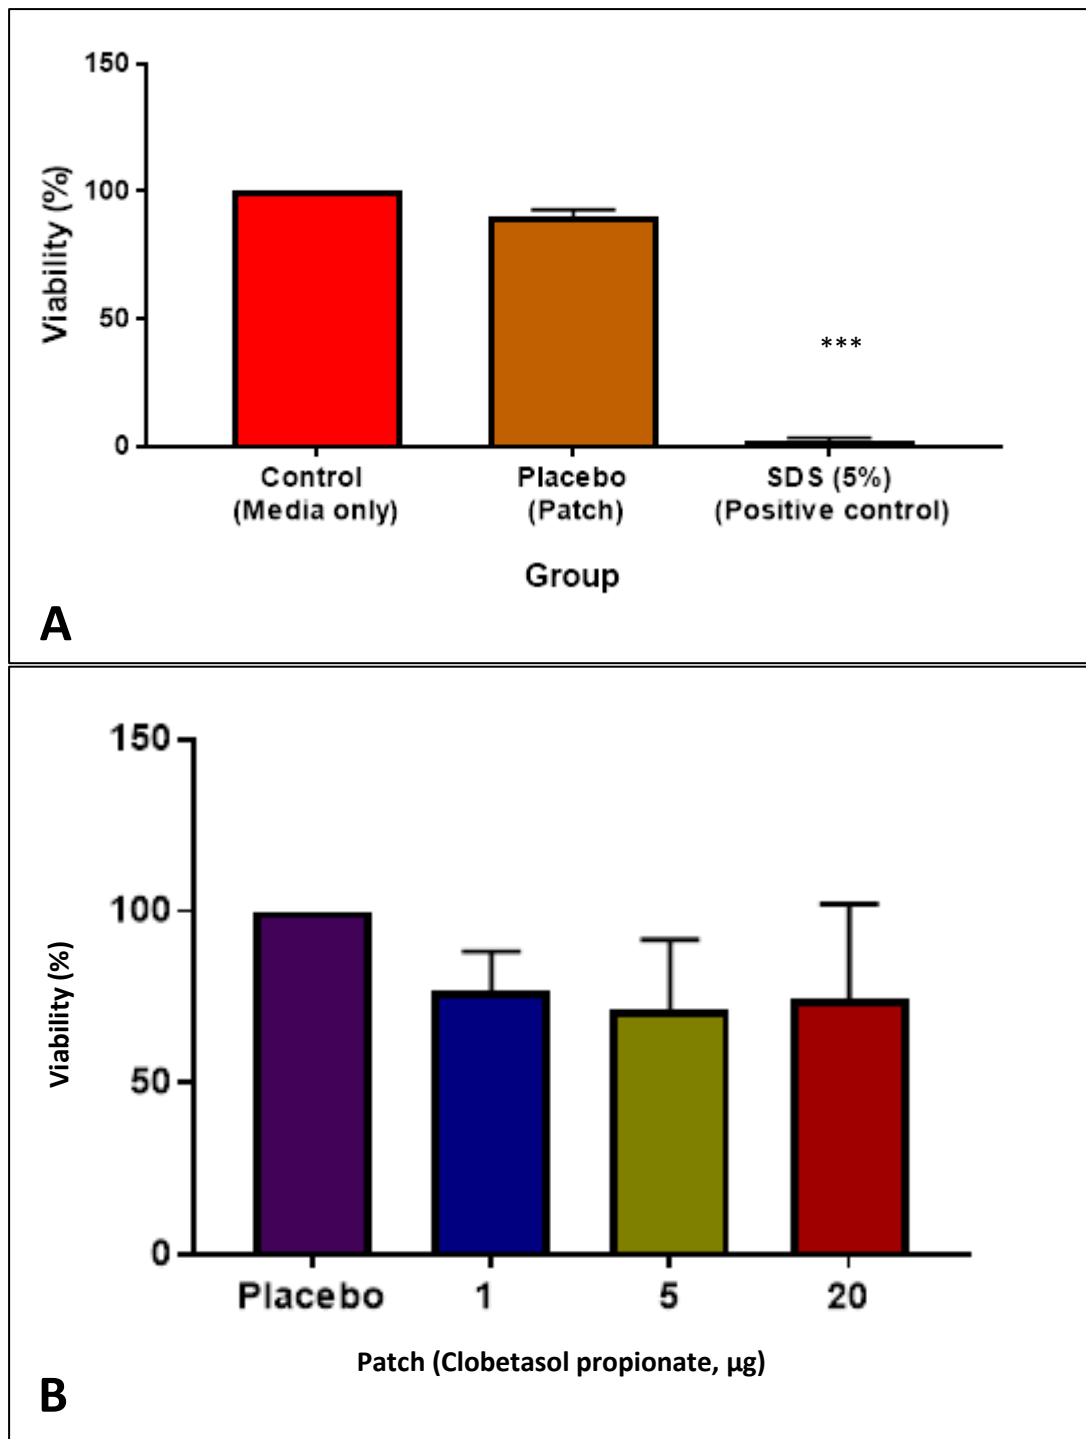 150
100
50
0
Viability (%)
***
Control
(Media only)
Placebo
(Patch)
SDS (5%)
(Positive control)
Group
A
150
100
50
0
Viability (%)
Placebo 1 5 20
Patch (Clobetasol propionate, µg)
B